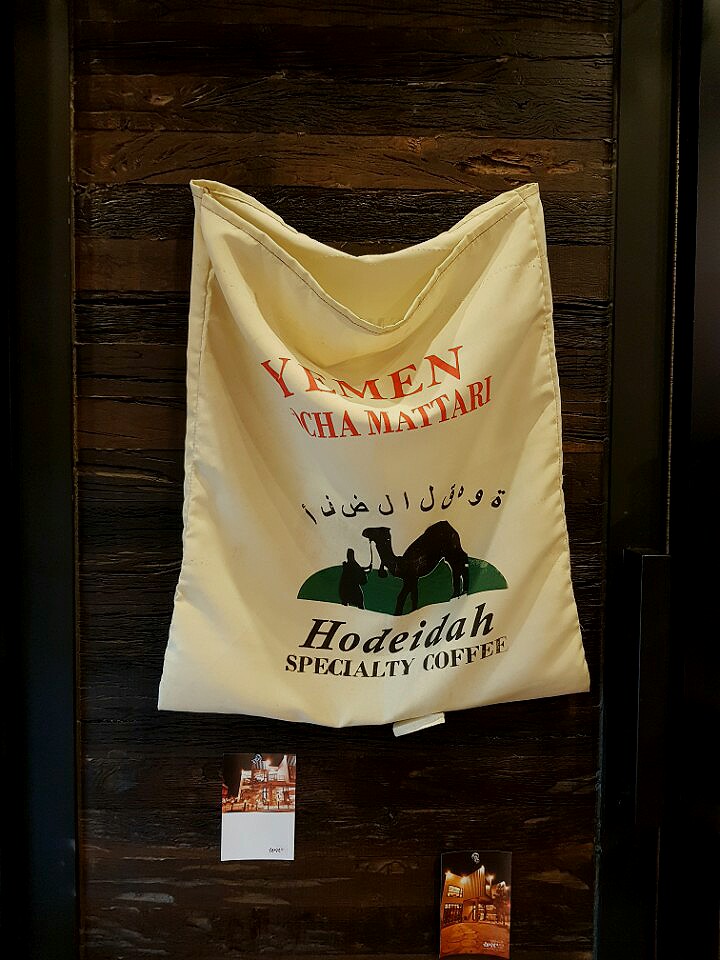 YEMEN
CHA MATTARI
ة و ه ق ل ا ل ض ف أ
Hodeidah
SPECIALTY COFFEE